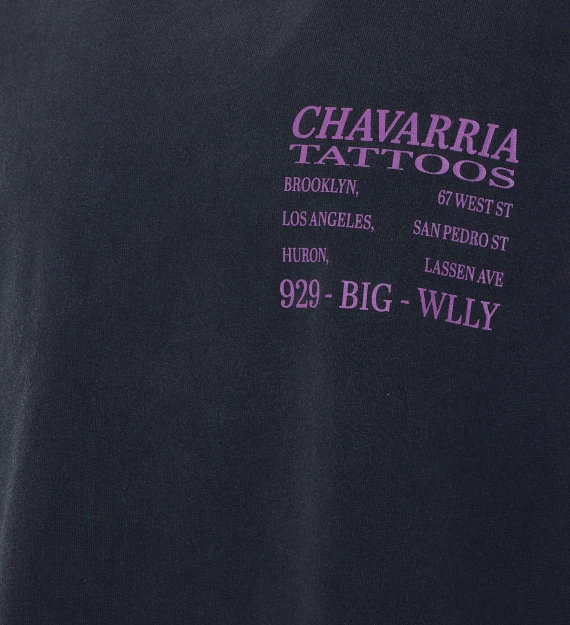 CHAVARRIA
TATTOOS
BROOKLYN, 67 WEST ST
LOS ANGELES, SAN PEDRO ST
HURON, LASSEN AVE
929 - BIG - WLLY